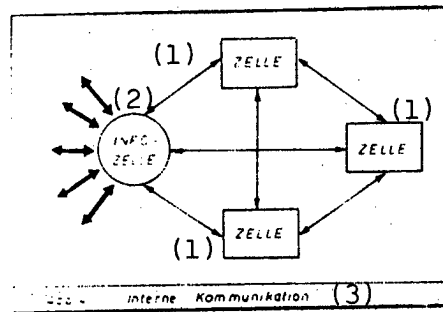 (1)
ZELLE
(2)
(1)
INFO-
ZELLE
ZELLE
(1)
ZELLE
Interne Kommunikation (3)